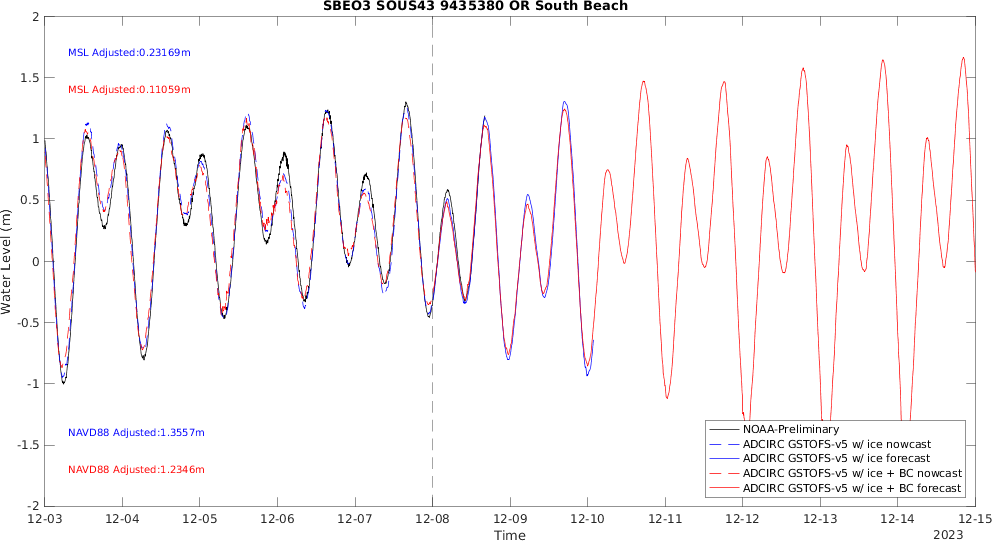 SBEO3 SOUS43 9435380 OR South Beach
MSL Adjusted:0.23169m
MSL Adjusted:0.11059m
NAVD88 Adjusted:1.3557m
NAVD88 Adjusted:1.2346m
Water Level (m)
2
1.5
1
0.5
0
-0.5
-1
-1.5
-2
NOAA-Preliminary
ADCIRC GSTOFS-v5 w/ ice nowcast
ADCIRC GSTOFS-v5 w/ ice forecast
ADCIRC GSTOFS-v5 w/ ice + BC nowcast
ADCIRC GSTOFS-v5 w/ ice + BC forecast
12-03 12-04 12-05 12-06 12-07 12-08 12-09 12-10 12-11 12-12 12-13 12-14 12-15
Time
2023